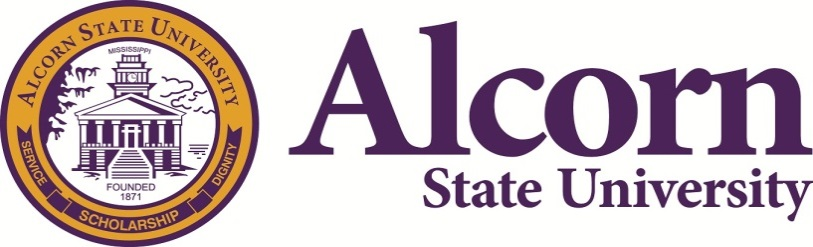 ALCORN STATE UNIVERSITY
MISSISSIPPI
FOUNDED
1871
SERVICE
SCHOLARSHIP
DIGNITY
Alcorn
State University